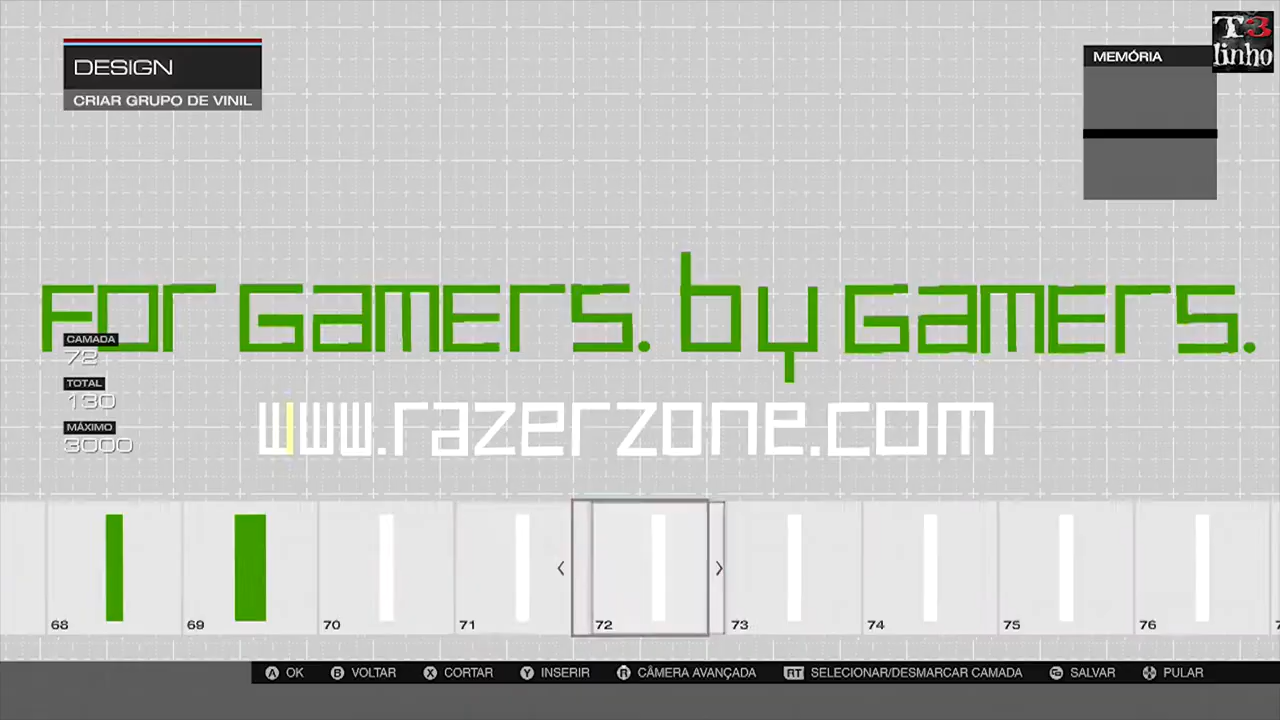 T3
linho
DESIGN
CRIAR GRUPO DE VINIL
MEMÓRIA
FOr GamErS. by GamErS.
CAMADA
72
TOTAL
130
MÁXIMO
3000
www.razerzone.com
68 69 70 71 72 73 74 75 76
A OK B VOLTAR X CORTAR Y INSERIR R CÂMERA AVANÇADA RT SELECIONAR/DESMARCAR CAMADA SALVAR PULAR